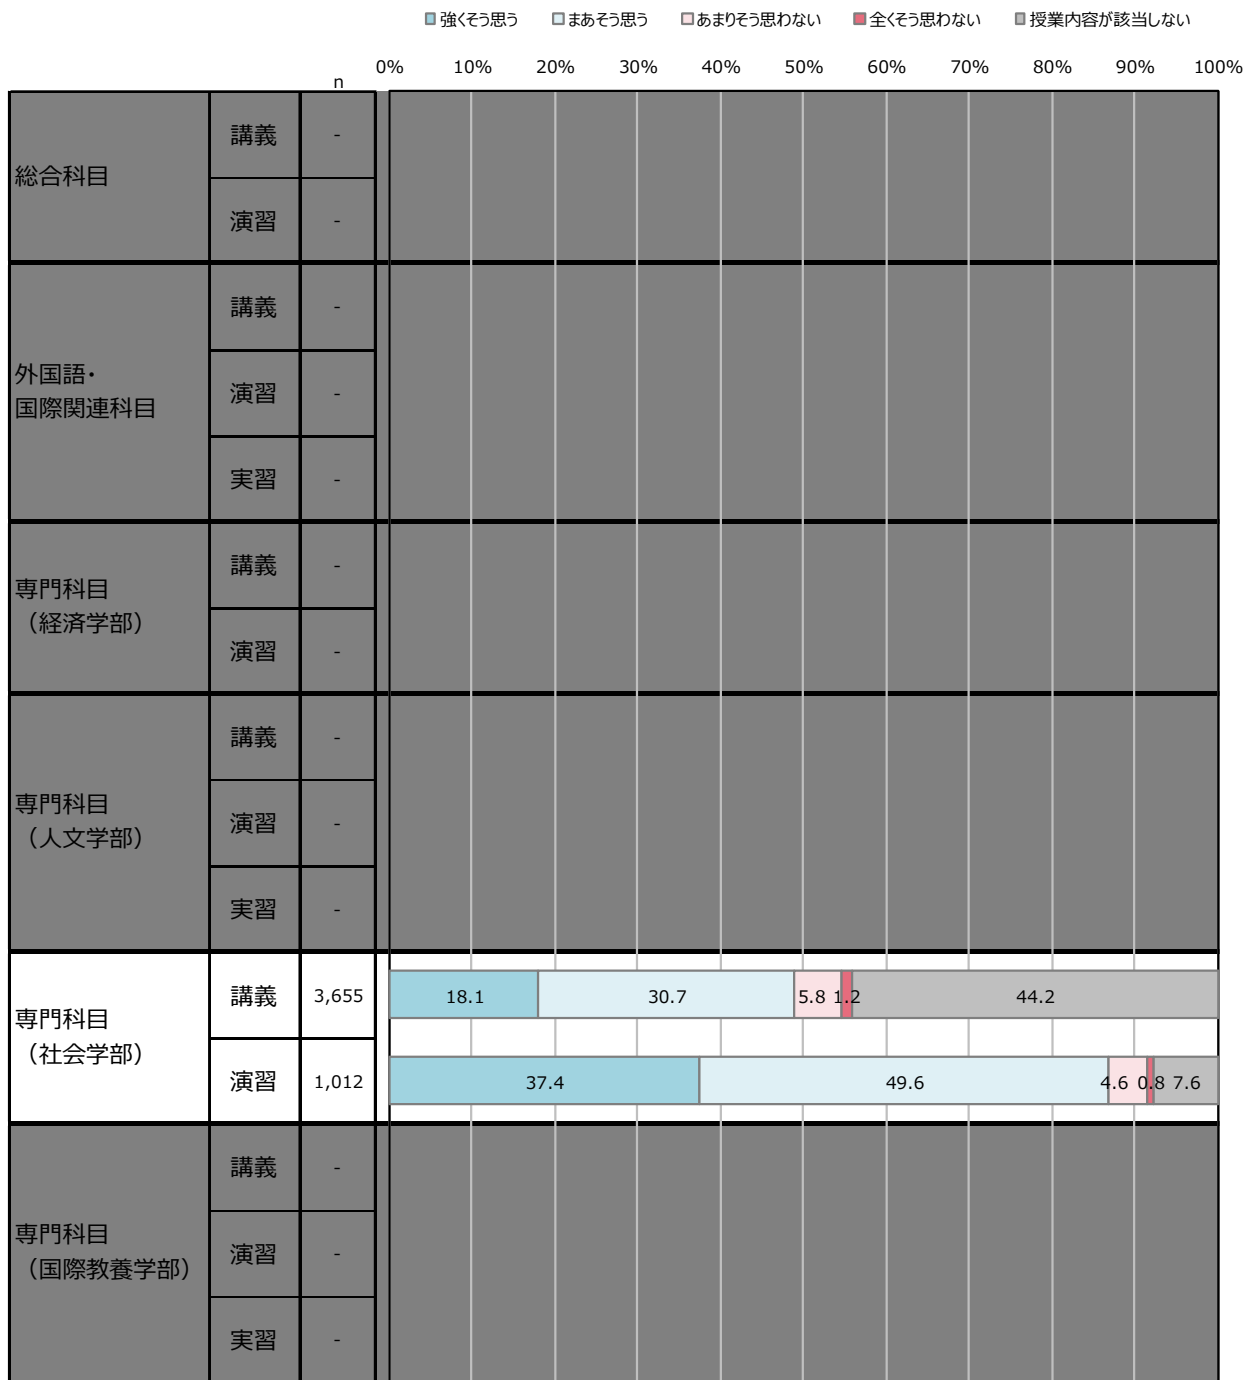 強くそう思う まあそう思う あまりそう思わない 全くそう思わない 授業内容が該当しない
n 0% 10% 20% 30% 40% 50% 60% 70% 80% 90% 100%
総合科目
講義 -
演習 -
外国語・
国際関連科目
講義 -
演習 -
実習 -
専門科目
（経済学部）
講義 -
演習 -
専門科目
（人文学部）
講義 -
演習 -
実習 -
専門科目
（社会学部）
講義 3,655 18.1 30.7 5.8 1.2 44.2
演習 1,012 37.4 49.6 4.6 0.8 7.6
専門科目
（国際教養学部）
講義 -
演習 -
実習 -